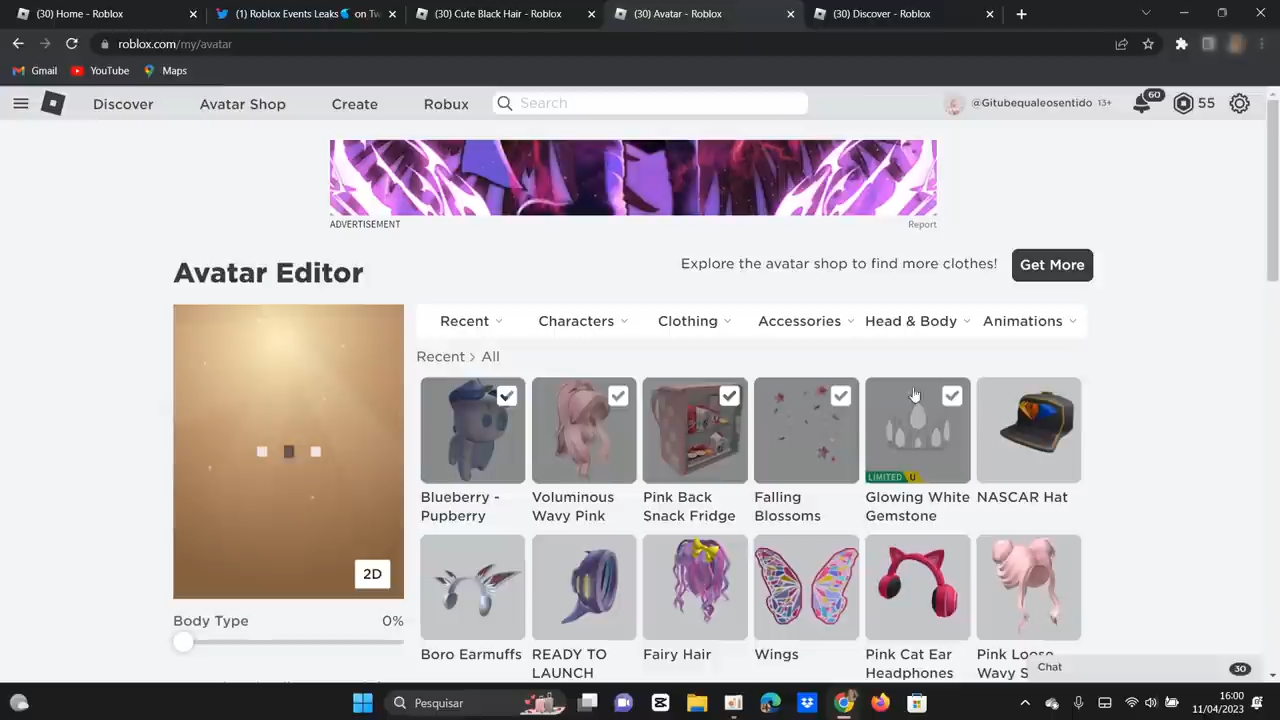 (30) Home - Roblox
(1) Roblox Events Leaks on Tw
(30) Cute Black Hair - Roblox
(30) Avatar - Roblox
(30) Discover - Roblox
roblox.com/my/avatar
Gmail
YouTube
Maps
Discover
Avatar Shop
Create
Robux
Search
@Gitubequaleosentido 13+
60
55
ADVERTISEMENT
Report
Avatar Editor
Explore the avatar shop to find more clothes!
Get More
Recent
Characters
Clothing
Accessories
Head & Body
Animations
Recent > All
2D
Body Type
0%
Blueberry -
Pupberry
Voluminous
Wavy Pink
Pink Back
Snack Fridge
Falling
Blossoms
LIMITED U
Glowing White
Gemstone
NASCAR Hat
Boro Earmuffs
READY TO
LAUNCH
Fairy Hair
Wings
Pink Cat Ear
Headphones
Pink Loose
Wavy S
Chat
30
Pesquisar
16:00
11/04/2023